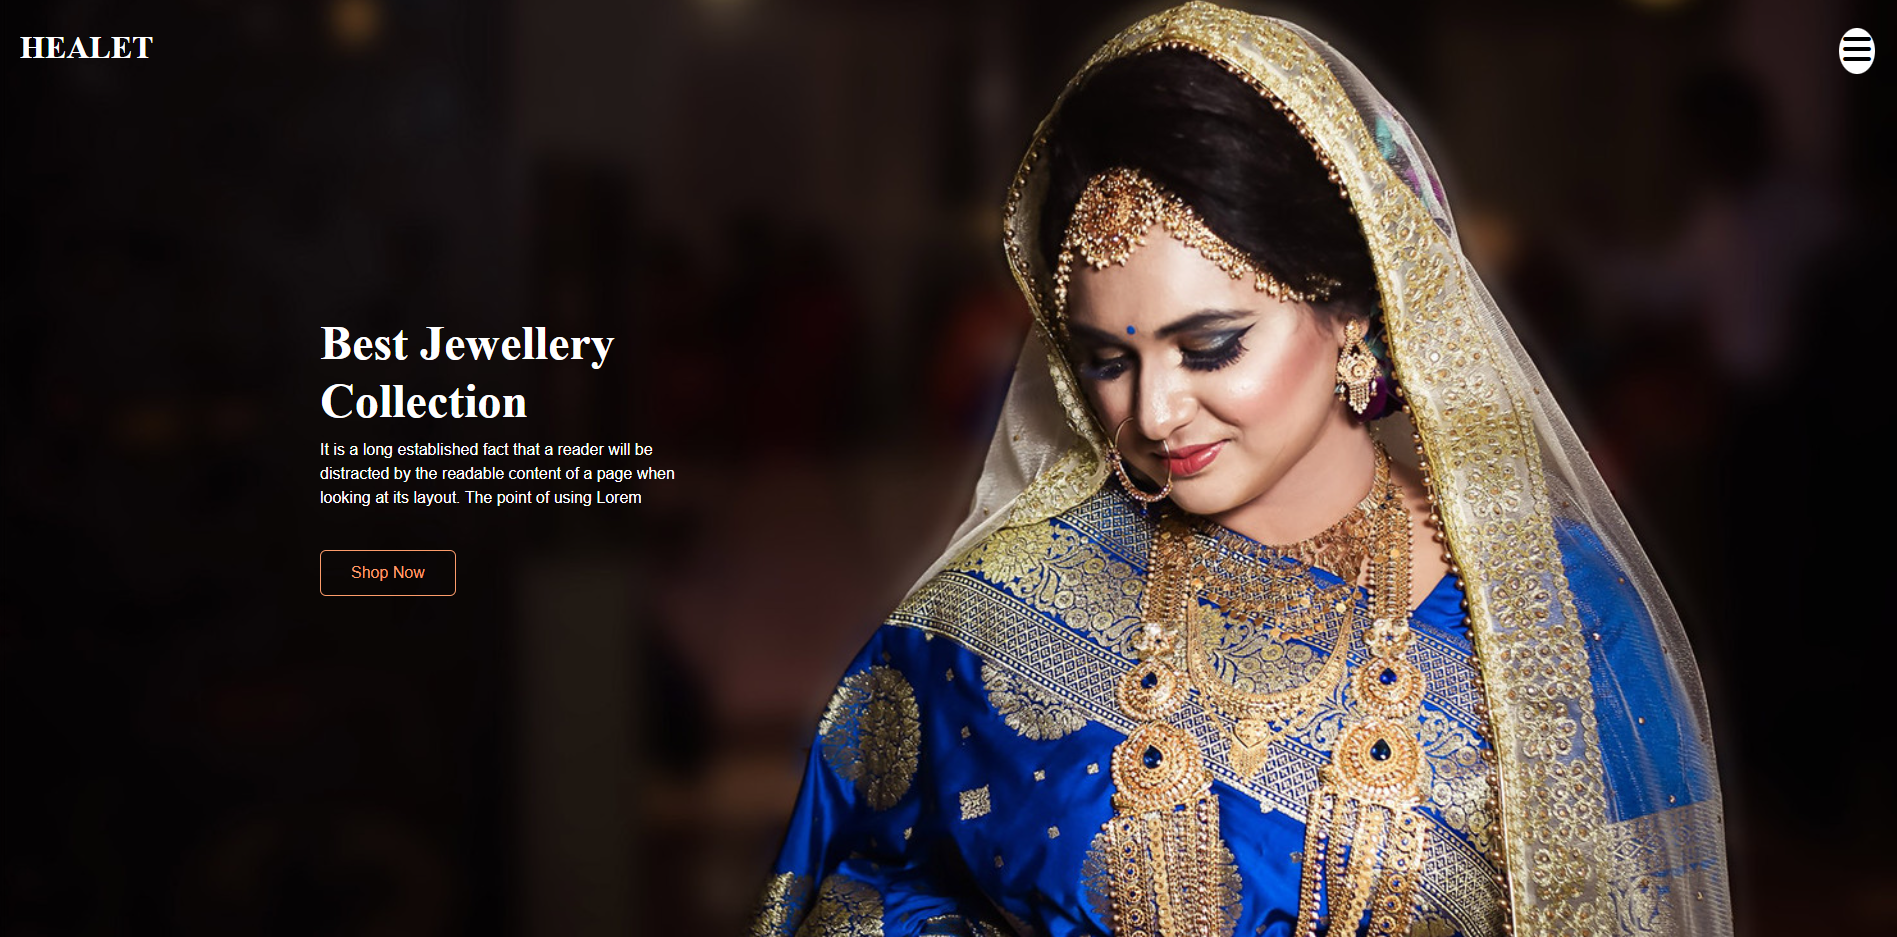 HEALET
Best Jewellery
Collection
It is a long established fact that a reader will be
distracted by the readable content of a page when
looking at its layout. The point of using Lorem
Shop Now